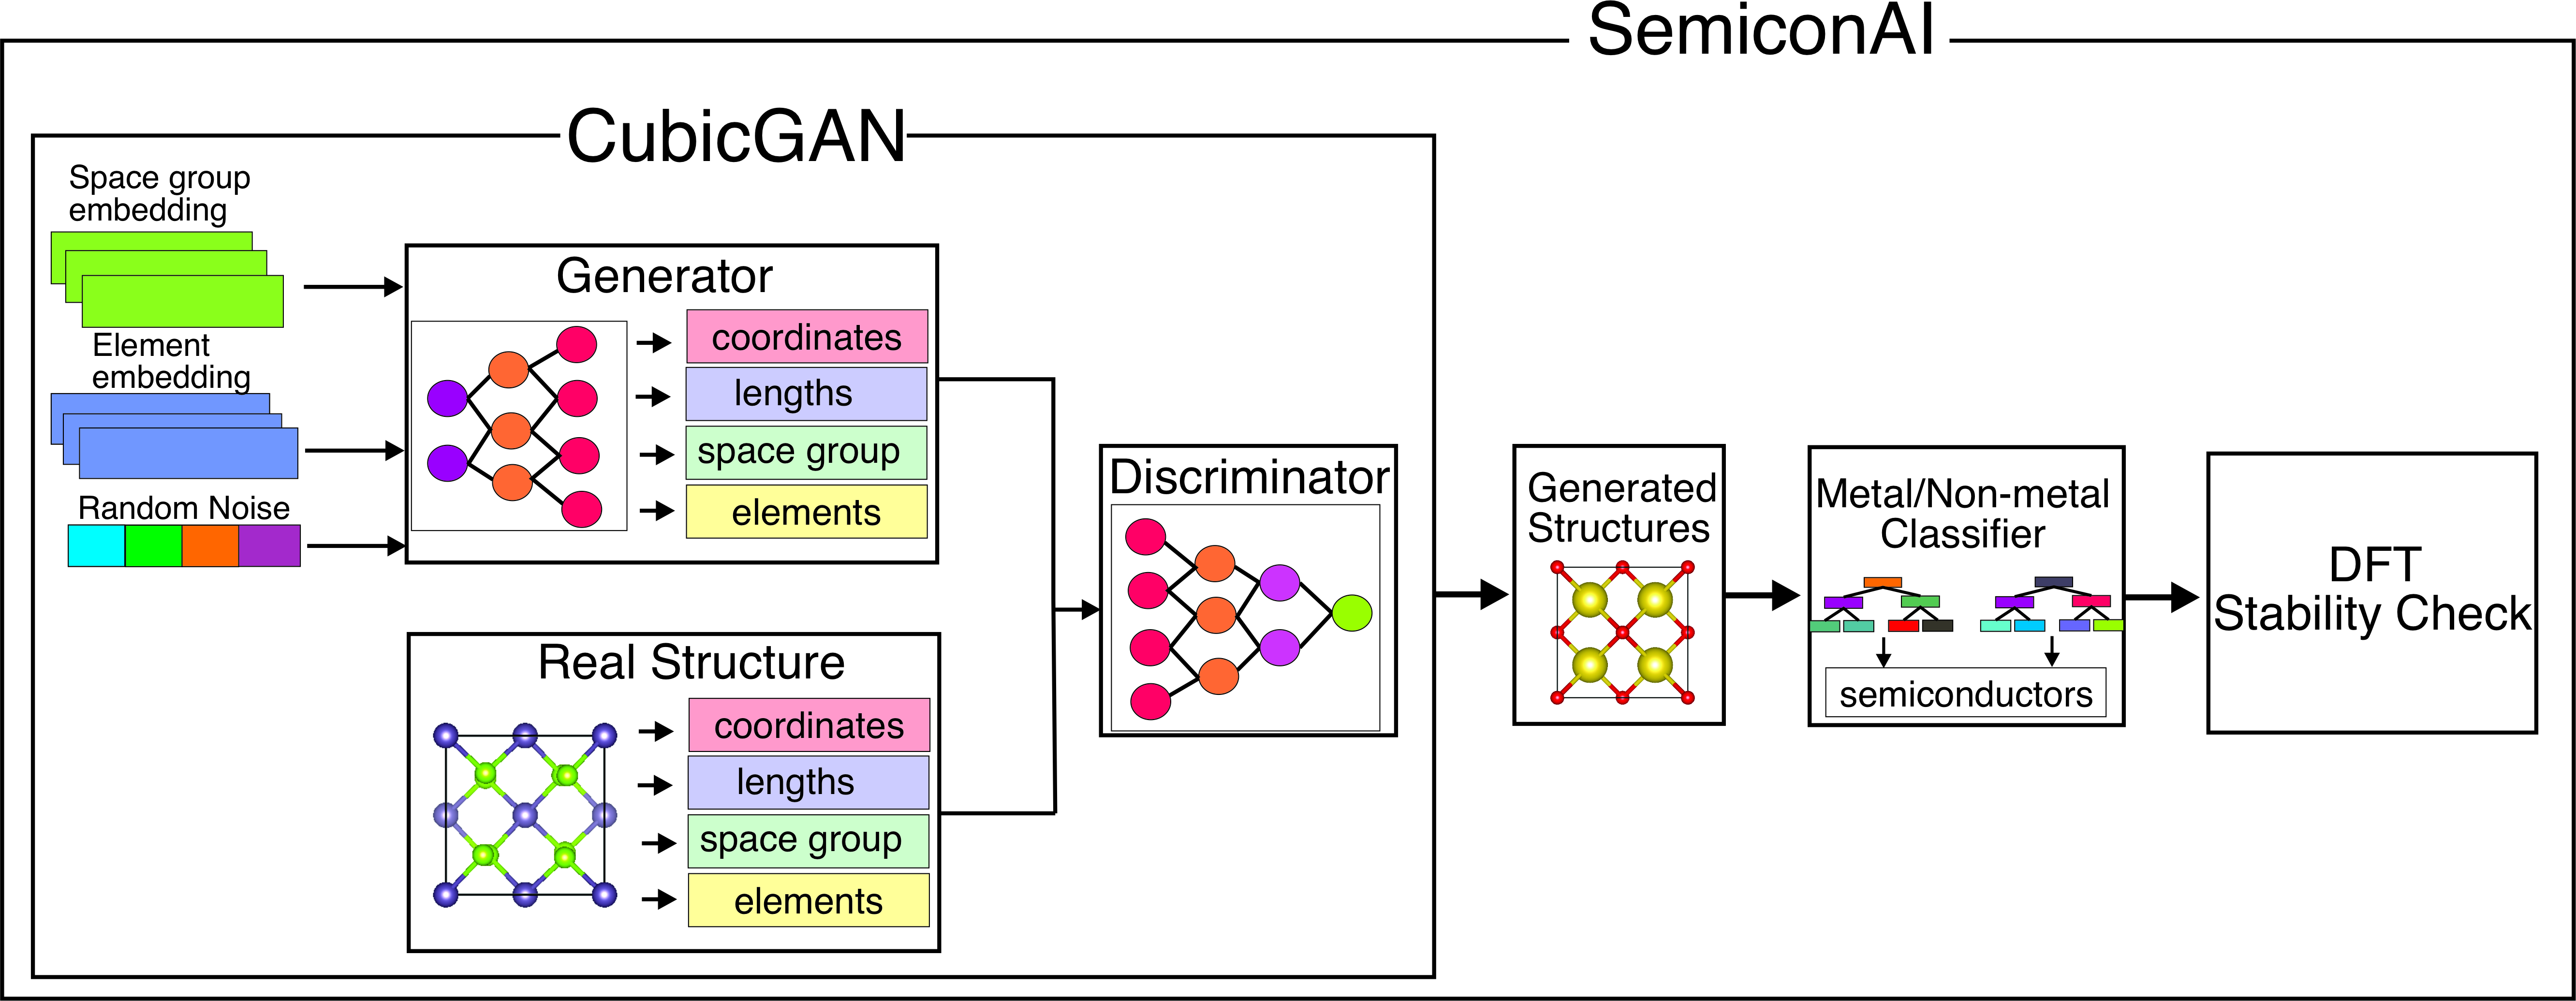 SemiconAI
CubicGAN
Space group
embedding
Element
embedding
Random Noise
Generator
coordinates
lengths
space group
elements
Real Structure
coordinates
lengths
space group
elements
Discriminator
Generated
Structures
Metal/Non-metal
Classifier
semiconductors
DFT
Stability Check